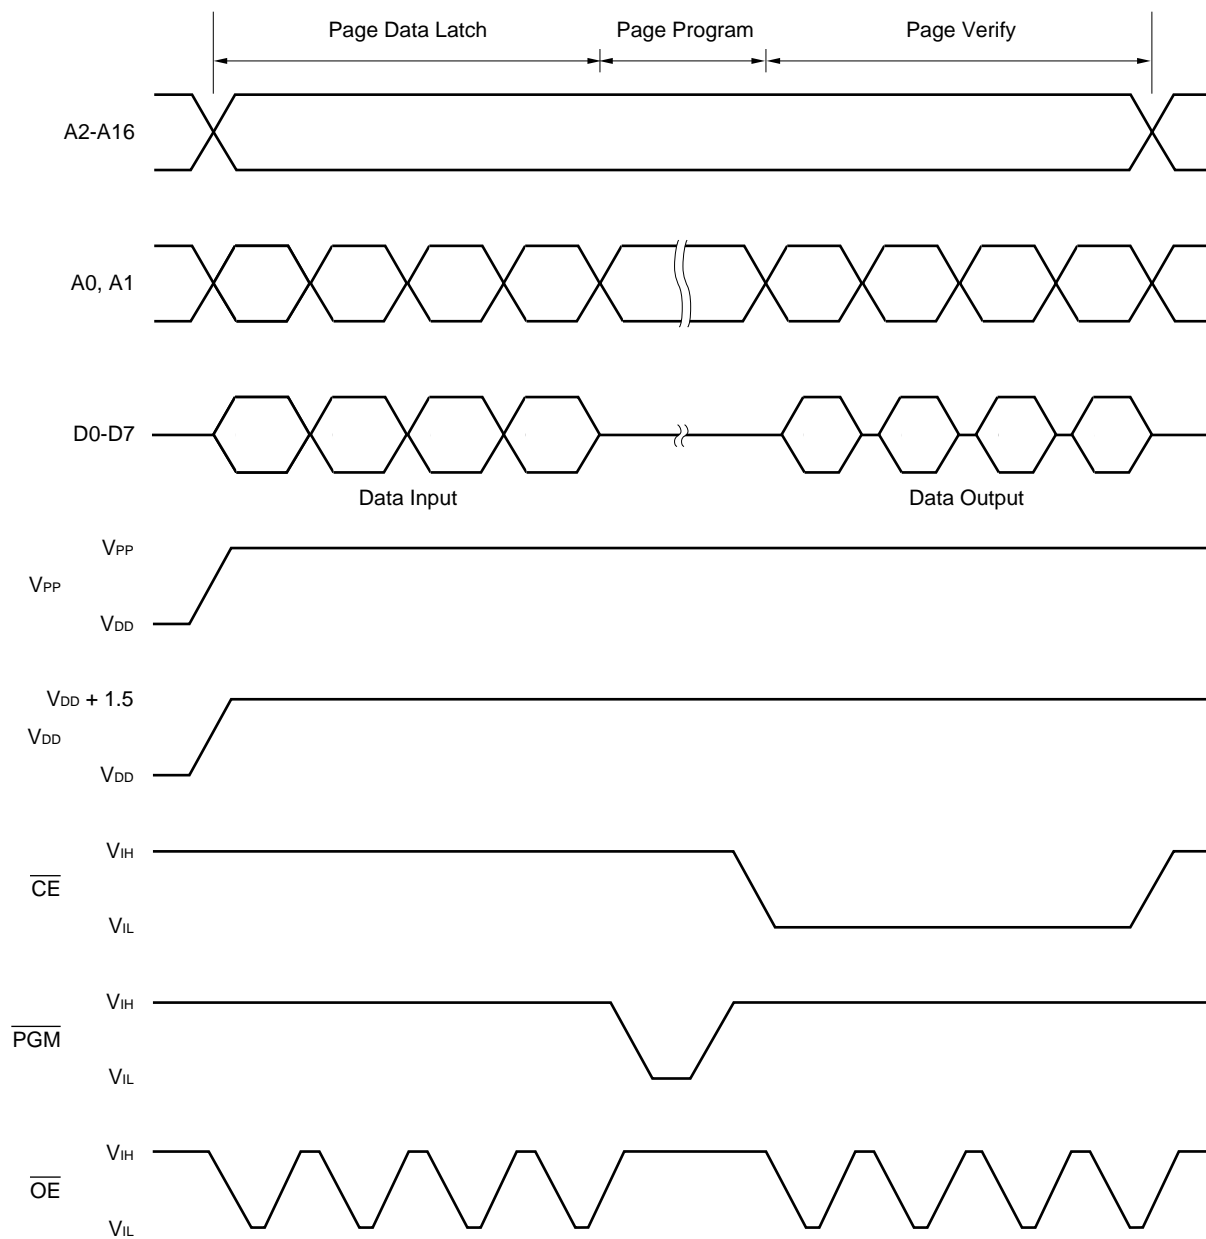 Page Data Latch
Page Program
Page Verify
A2-A16
A0, A1
D0-D7
Data Input
Data Output
VPP
VPP
VDD
VDD + 1.5
VDD
VDD
VIH
CE
VIL
VIH
PGM
VIL
VIH
OE
VIL